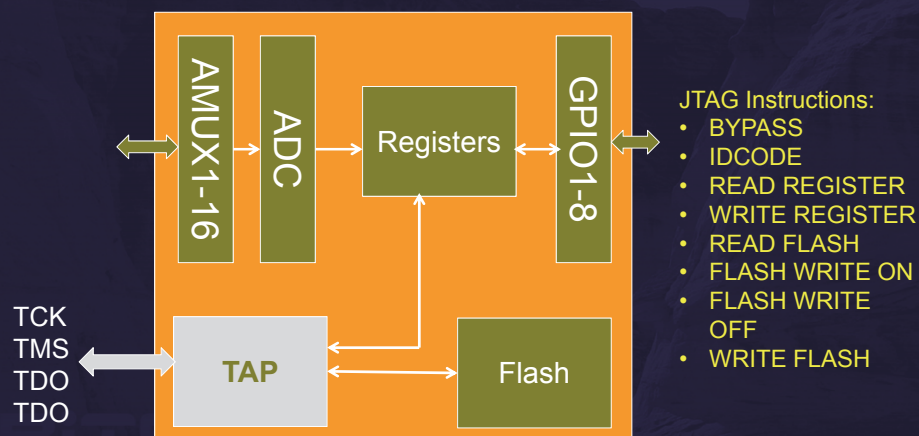 AMUX1-16
ADC
Registers
GPIO1-8
TAP
Flash
TCK
TMS
TDO
TDO
JTAG Instructions:
• BYPASS
• IDCODE
• READ REGISTER
• WRITE REGISTER
• READ FLASH
• FLASH WRITE ON
• FLASH WRITE
OFF
• WRITE FLASH